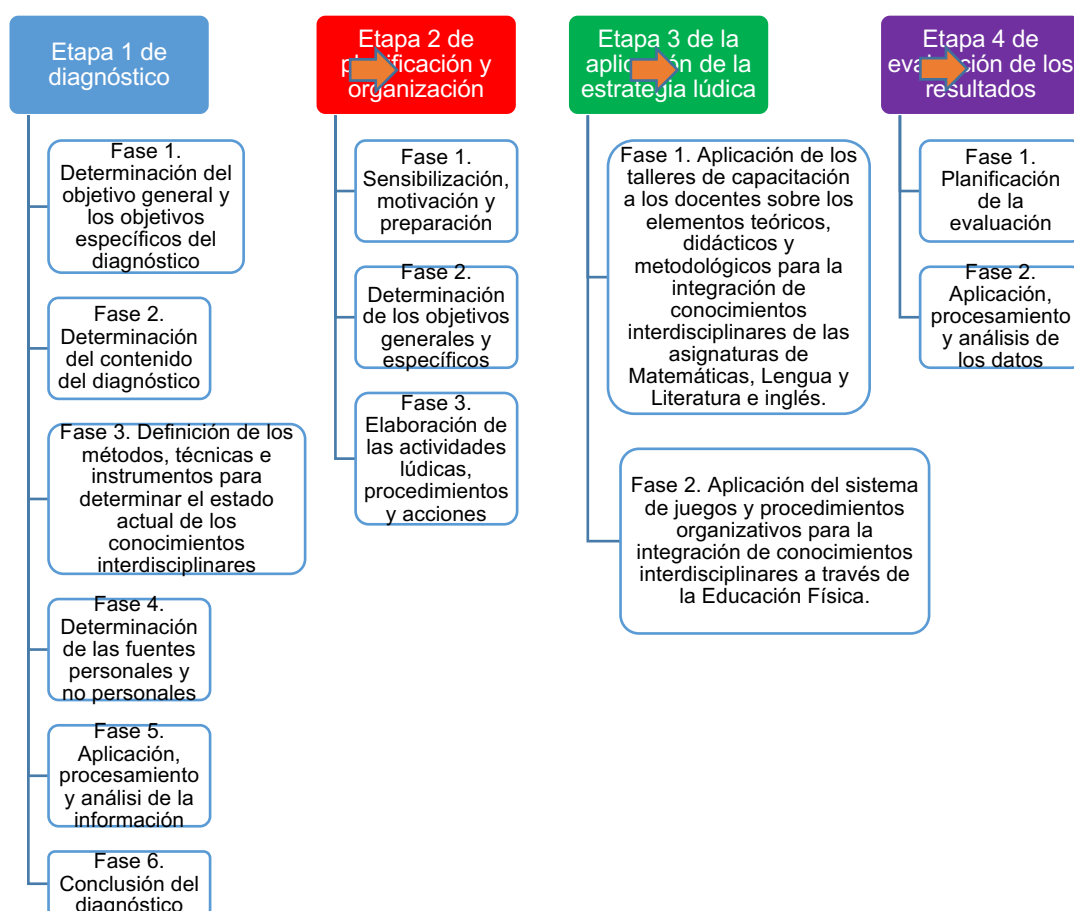 Etapa 1 de
diagnóstico
Fase 1.
Determinación del
objetivo general y
los objetivos
específicos del
diagnóstico
Fase 2.
Determinación
del contenido
del diagnóstico
Fase 3. Definición de los
métodos, técnicas e
instrumentos para
determinar el estado
actual de los
conocimientos
interdisciplinares
Fase 4.
Determinación
de las fuentes
personales y
no personales
Fase 5.
Aplicación,
procesamiento
y análisi de la
información
Fase 6.
Conclusión del
diagnóstico
Etapa 2 de
planificación y
organización
Fase 1.
Sensibilización,
motivación y
preparación
Fase 2.
Determinación
de los objetivos
generales y
específicos
Fase 3.
Elaboración de
las actividades
lúdicas,
procedimientos
y acciones
Etapa 3 de la
aplicación de la
estrategia lúdica
Fase 1. Aplicación de los
talleres de capacitación
a los docentes sobre los
elementos teóricos,
didácticos y
metodológicos para la
integración de
conocimientos
interdisciplinares de las
asignaturas de
Matemáticas, Lengua y
Literatura e inglés.
Fase 2. Aplicación del sistema
de juegos y procedimientos
organizativos para la
integración de conocimientos
interdisciplinares a través de
la Educación Física.
Etapa 4 de
evaluación de los
resultados
Fase 1.
Planificación
de la
evaluación
Fase 2.
Aplicación,
procesamiento
y análisis de
los datos